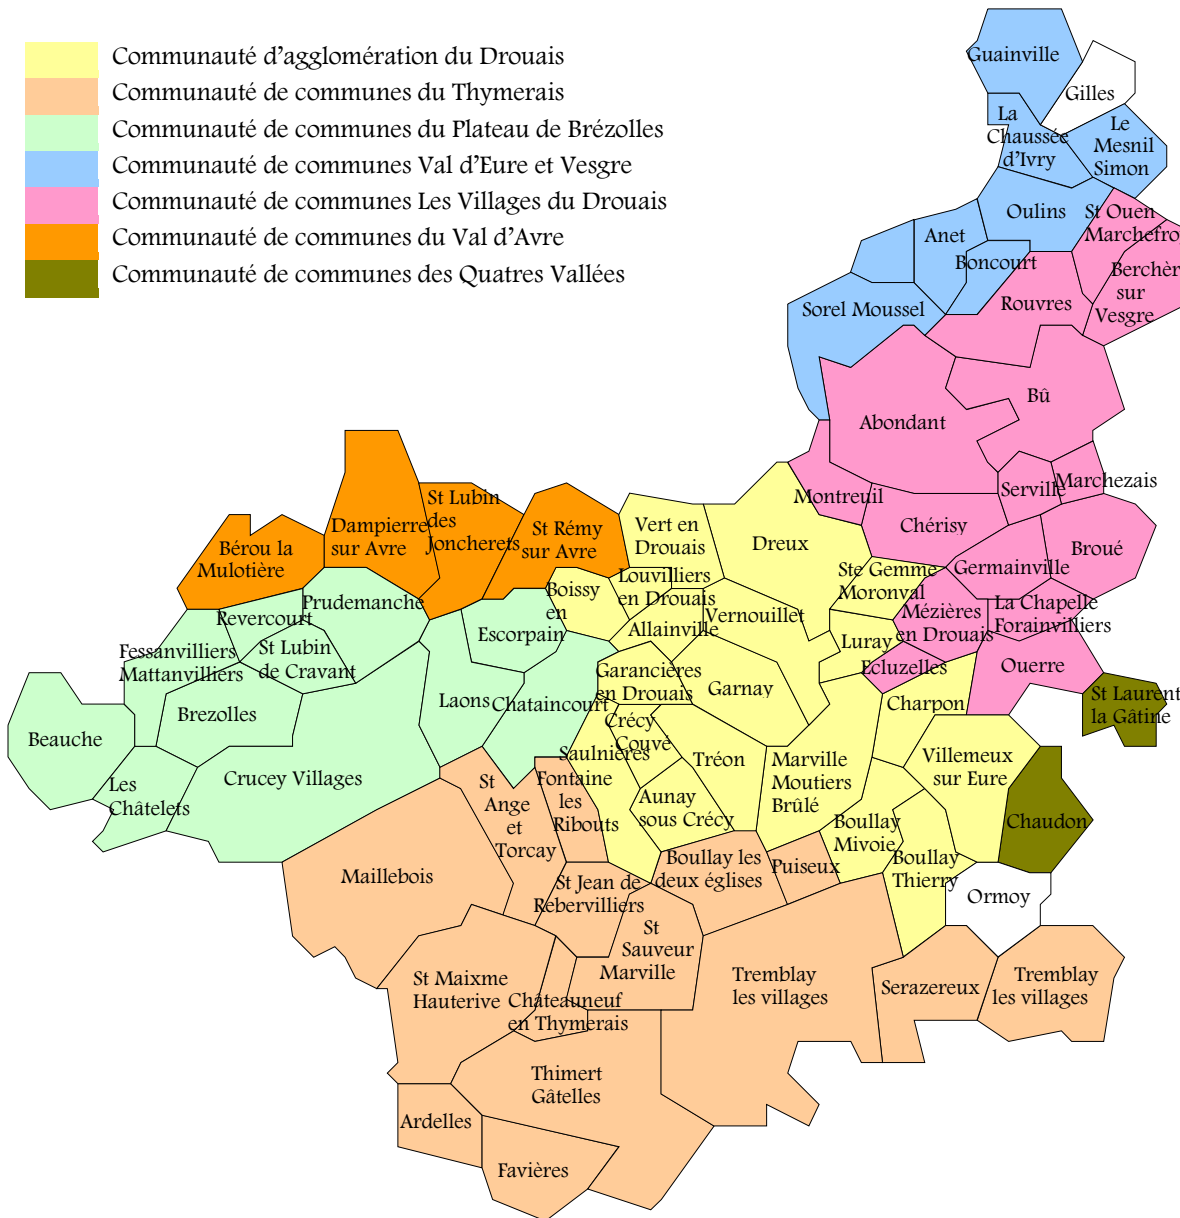 Communauté d'agglomération du Drouais
Communauté de communes du Thymerais
Communauté de communes du Plateau de Brézolles
Communauté de communes Val d'Eure et Vesgre
Communauté de communes Les Villages du Drouais
Communauté de communes du Val d'Avre
Communauté de communes des Quatres Vallées
Guainville
Gilles
La
Chaussée
d'Ivry
Le
Mesnil
Simon
Oulins
St Ouen
Marchefroy
Anet
Boncourt
Berchèr
sur
Vesgre
Rouvres
Sorel Moussel
Bû
Abondant
Marchezais
Serville
Montreuil
Chérisy
Broué
Germainville
St Lubin
des
Joncherets
Dampierre
sur Avre
St Rémy
sur Avre
Bérou la
Mulotière
Vert en
Drouais
Dreux
Louvilliers
en Drouais
Ste Gemme
Moronval
Boissy
en
Vernouillet
Mézières
en Drouais
La Chapelle
Forainvilliers
Prudemanche
Revercourt
Escorpain
Allainville
Luray
Ecluzelles
Ouerre
Fessanvilliers
Mattanvilliers
St Lubin
de Cravant
Garancières
en Drouais
Garnay
Charpon
St Laurent
la Gâtine
Brezolles
Laons
Chataincourt
Beauche
Crécy
Couvé
Saulnières
Tréon
Marville
Moutiers
Brûlé
Villemeux
sur Eure
Les
Châtelets
Crucey Villages
St
Ange
et
Torcay
Fontaine
les
Ribouts
Aunay
sous Crécy
Boullay
Mivoie
Chaudon
Boullay
Thierry
Maillebois
Boullay les
deux églises
Puiseux
St Jean de
Rebervilliers
Ormoy
St
Sauveur
Marville
St Maixme
Hauterive
Châteauneuf
en Thymerais
Tremblay
les villages
Serazereux
Tremblay
les villages
Thimert
Gâtelles
Ardelles
Favières